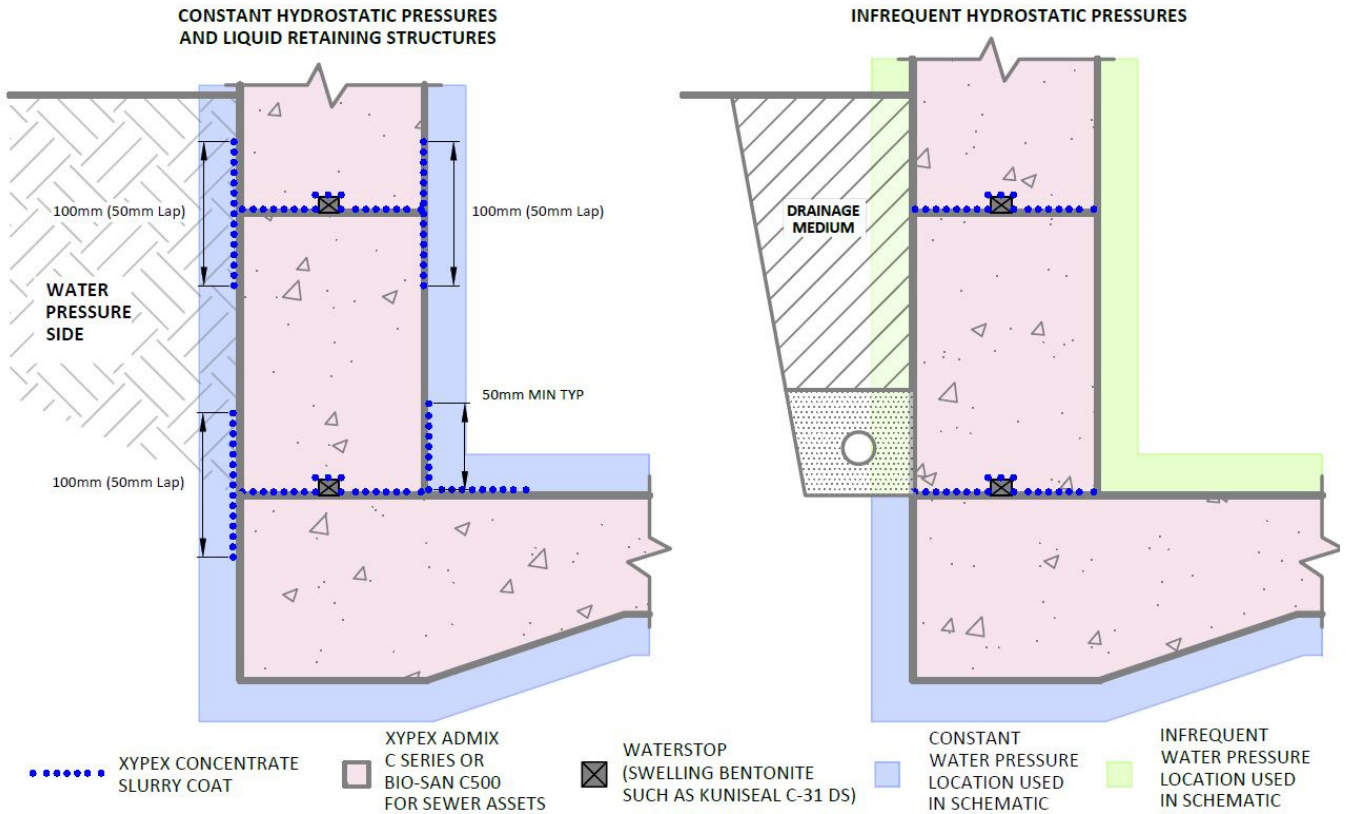 CONSTANT HYDROSTATIC PRESSURES
AND LIQUID RETAINING STRUCTURES
INFREQUENT HYDROSTATIC PRESSURES
100mm (50mm Lap)
100mm (50mm Lap)
DRAINAGE
MEDIUM
WATER
PRESSURE
SIDE
50mm MIN TYP
100mm (50mm Lap)
XYPEX CONCENTRATE
SLURRY COAT
XYPEX ADMIX
C SERIES OR
BIO-SAN C500
FOR SEWER ASSETS
WATERSTOP
(SWELLING BENTONITE
SUCH AS KUNISEAL C-31 DS)
CONSTANT
WATER PRESSURE
LOCATION USED
IN SCHEMATIC
INFREQUENT
WATER PRESSURE
LOCATION USED
IN SCHEMATIC